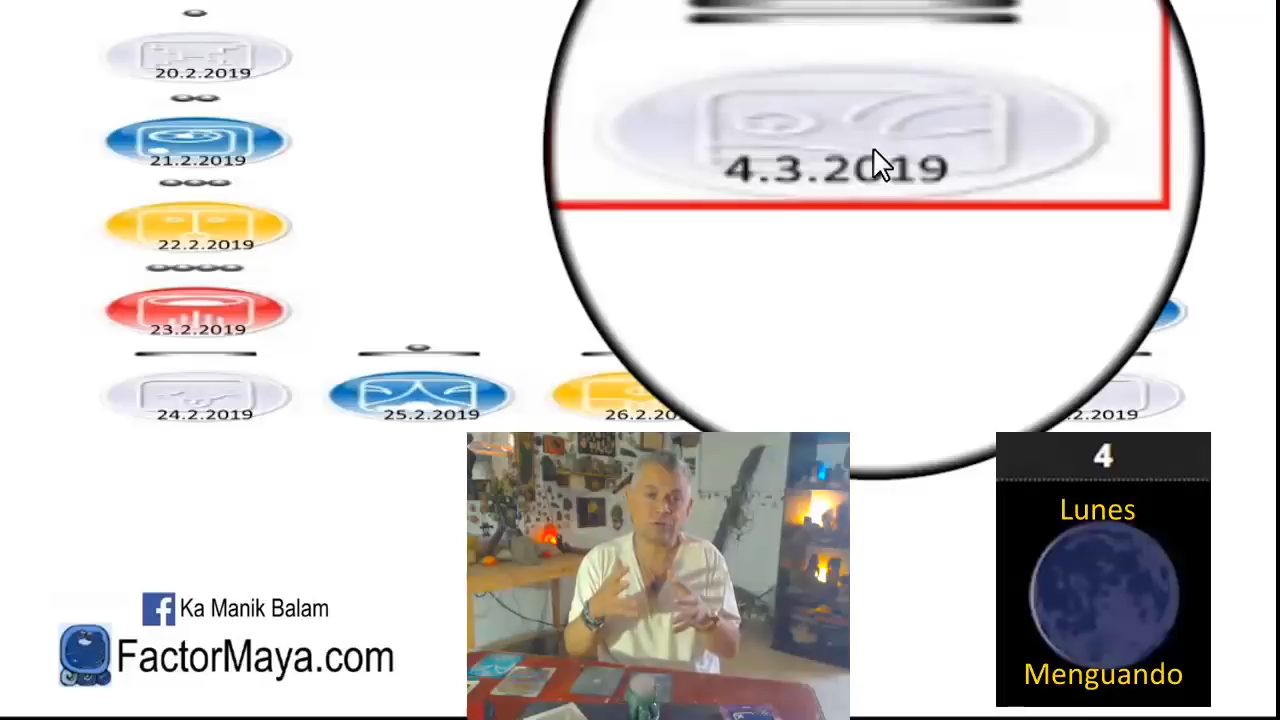 20.2.2019
21.2.2019
22.2.2019
23.2.2019
24.2.2019
25.2.2019
4.3.2019
4
Lunes
Menguando
Ka Manik Balam
FactorMaya.com